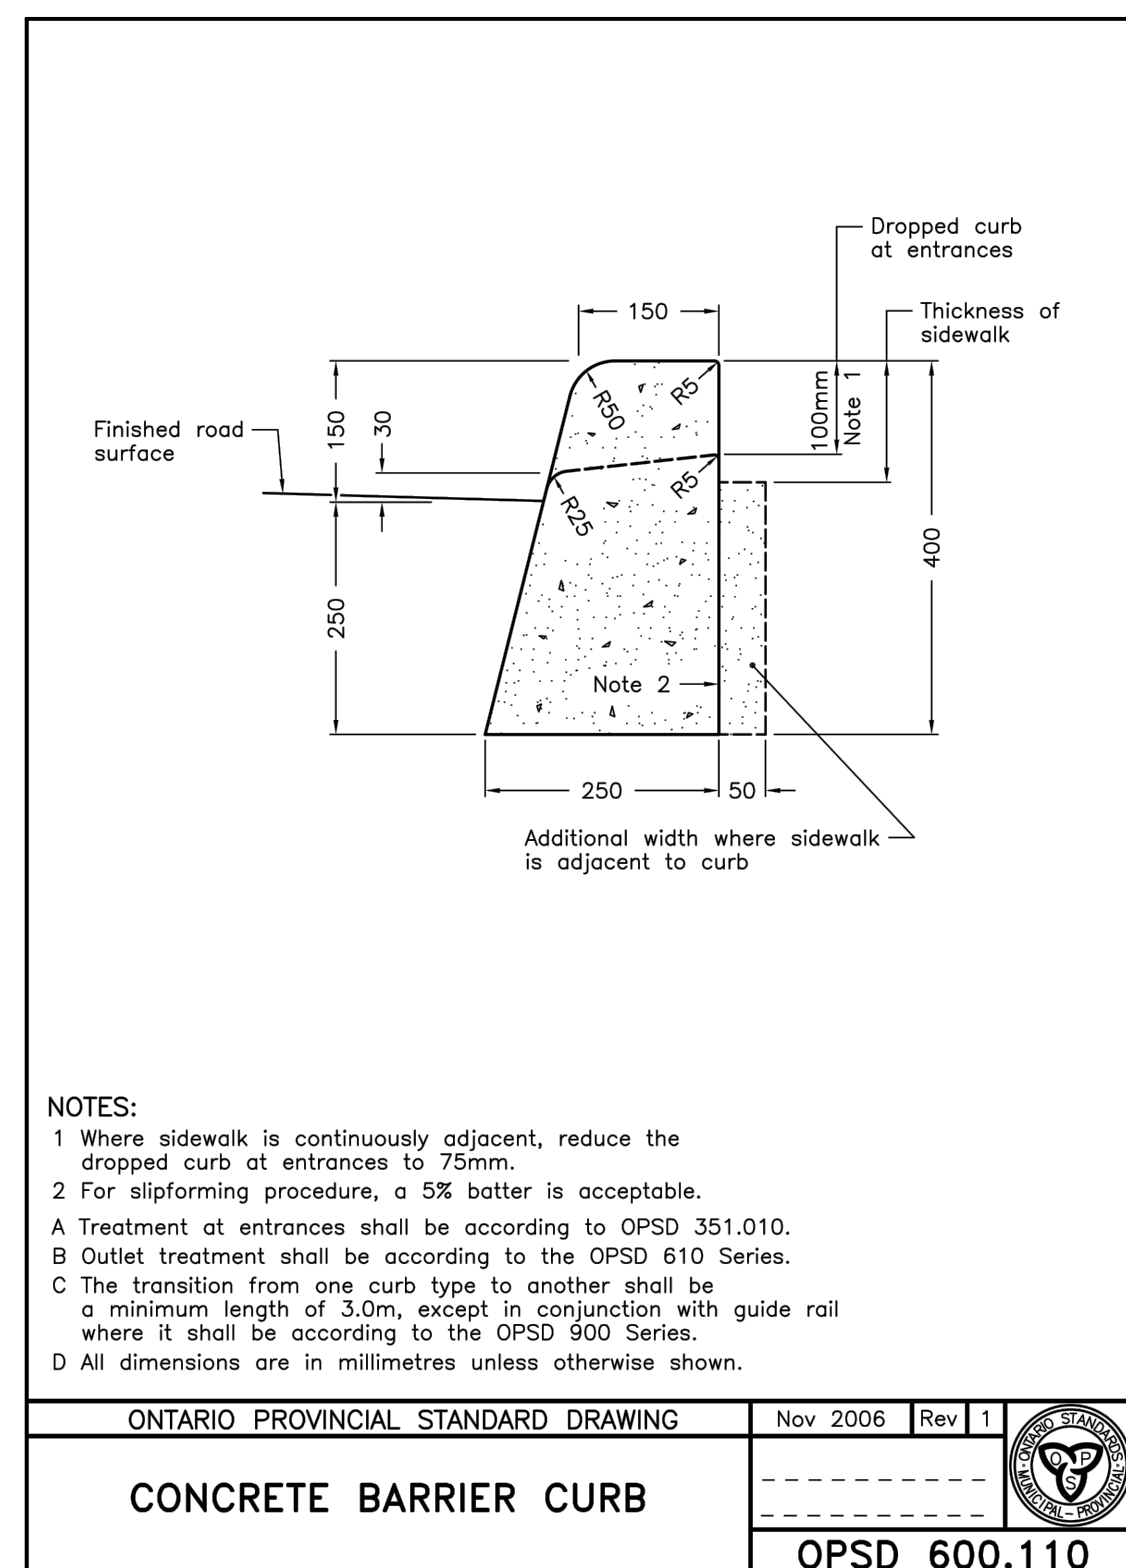 Dropped curb
at entrances
Thickness of
sidewalk
150
R50
R5
100mm
Note 1
150
30
Finished road
surface
R25
R5
400
250
Note 2
250
50
Additional width where sidewalk
is adjacent to curb
NOTES:
1 Where sidewalk is continuously adjacent, reduce the
dropped curb at entrances to 75mm.
2 For slipforming procedure, a 5% batter is acceptable.
A Treatment at entrances shall be according to OPSD 351.010.
B Outlet treatment shall be according to the OPSD 610 Series.
C The transition from one curb type to another shall be
a minimum length of 3.0m, except in conjunction with guide rail
where it shall be according to the OPSD 900 Series.
D All dimensions are in millimetres unless otherwise shown.
ONTARIO PROVINCIAL STANDARD DRAWING
Nov 2006 Rev 1
CONCRETE BARRIER CURB
ONTARIO STANDARDS
MUNICIPAL - PROVINCIAL
O P S
OPSD 600.110